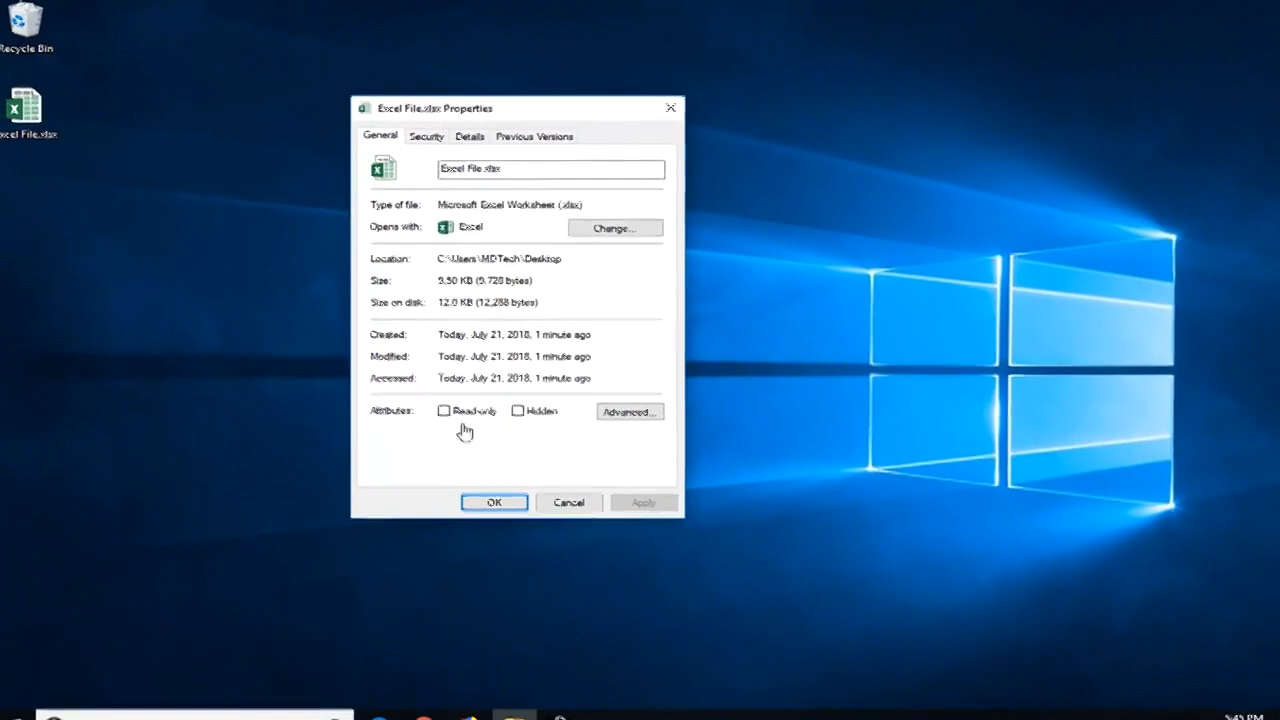 Recycle Bin
Excel File.xlsx
Excel File.xlsx Properties
General Security Details Previous Versions
Excel File.xlsx
Type of file: Microsoft Excel Worksheet (.xlsx)
Opens with: Excel Change...
Location: C:\Users\MDTech\Desktop
Size: 9.50 KB (9,728 bytes)
Size on disk: 12.0 KB (12,288 bytes)
Created: Today, July 21, 2018, 1 minute ago
Modified: Today, July 21, 2018, 1 minute ago
Accessed: Today, July 21, 2018, 1 minute ago
Attributes: Read-only Hidden Advanced...
OK Cancel Apply